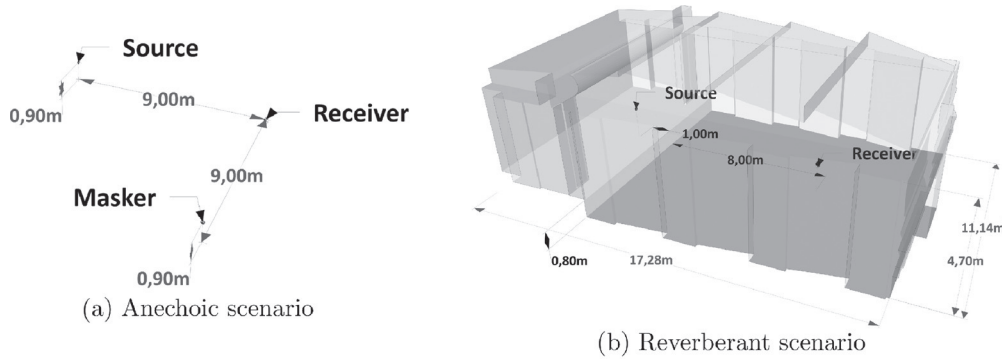 Source
0,90m
9,00m
Receiver
9,00m
Masker
0,90m
(a) Anechoic scenario
Source
1,00m
8,00m
Receiver
11,14m
4,70m
0,80m
17,28m
(b) Reverberant scenario